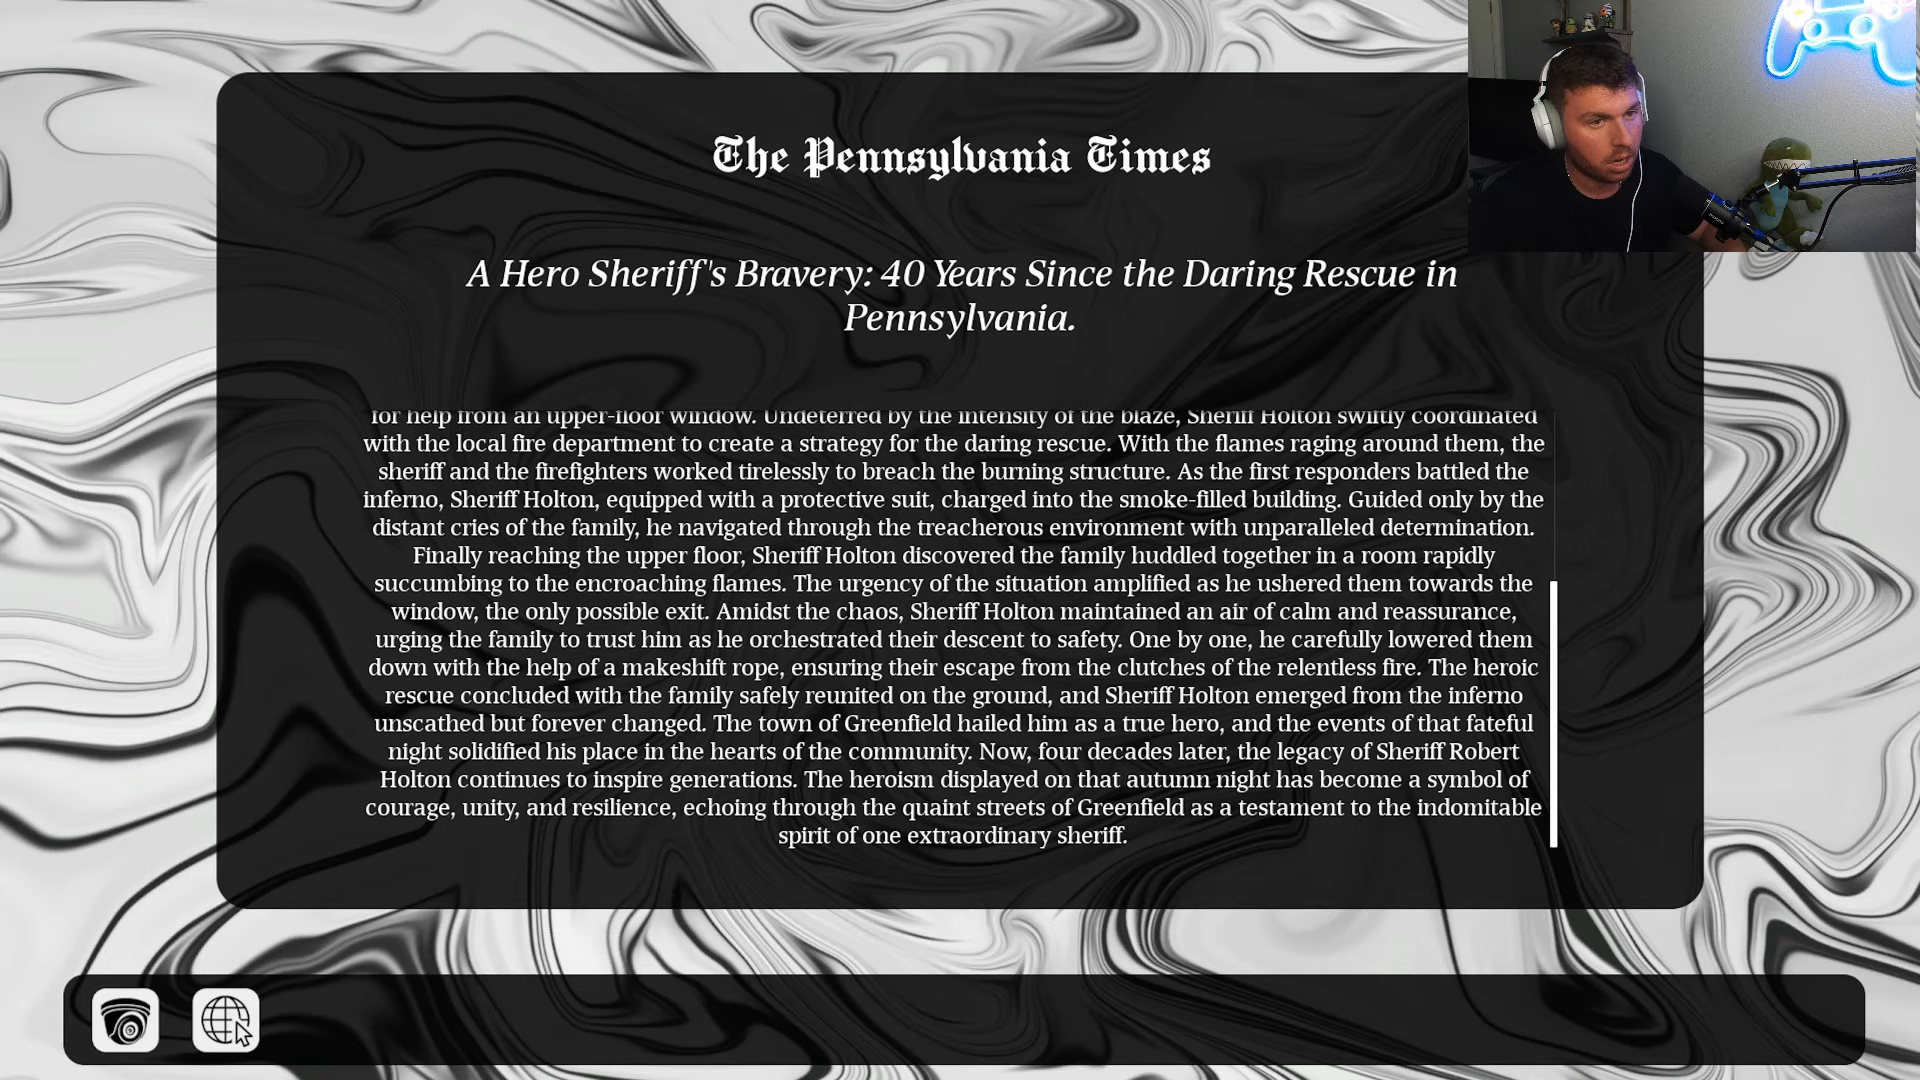 The Pennsylvania Times
A Hero Sheriff's Bravery: 40 Years Since the Daring Rescue in
Pennsylvania.
for help from an upper-floor window. Undeterred by the intensity of the blaze, Sheriff Holton swiftly coordinated
with the local fire department to create a strategy for the daring rescue. With the flames raging around them, the
sheriff and the firefighters worked tirelessly to breach the burning structure. As the first responders battled the
inferno, Sheriff Holton, equipped with a protective suit, charged into the smoke-filled building. Guided only by the
distant cries of the family, he navigated through the treacherous environment with unparalleled determination.
Finally reaching the upper floor, Sheriff Holton discovered the family huddled together in a room rapidly
succumbing to the encroaching flames. The urgency of the situation amplified as he ushered them towards the
window, the only possible exit. Amidst the chaos, Sheriff Holton maintained an air of calm and reassurance,
urging the family to trust him as he orchestrated their descent to safety. One by one, he carefully lowered them
down with the help of a makeshift rope, ensuring their escape from the clutches of the relentless fire. The heroic
rescue concluded with the family safely reunited on the ground, and Sheriff Holton emerged from the inferno
unscathed but forever changed. The town of Greenfield hailed him as a true hero, and the events of that fateful
night solidified his place in the hearts of the community. Now, four decades later, the legacy of Sheriff Robert
Holton continues to inspire generations. The heroism displayed on that autumn night has become a symbol of
courage, unity, and resilience, echoing through the quaint streets of Greenfield as a testament to the indomitable
spirit of one extraordinary sheriff.